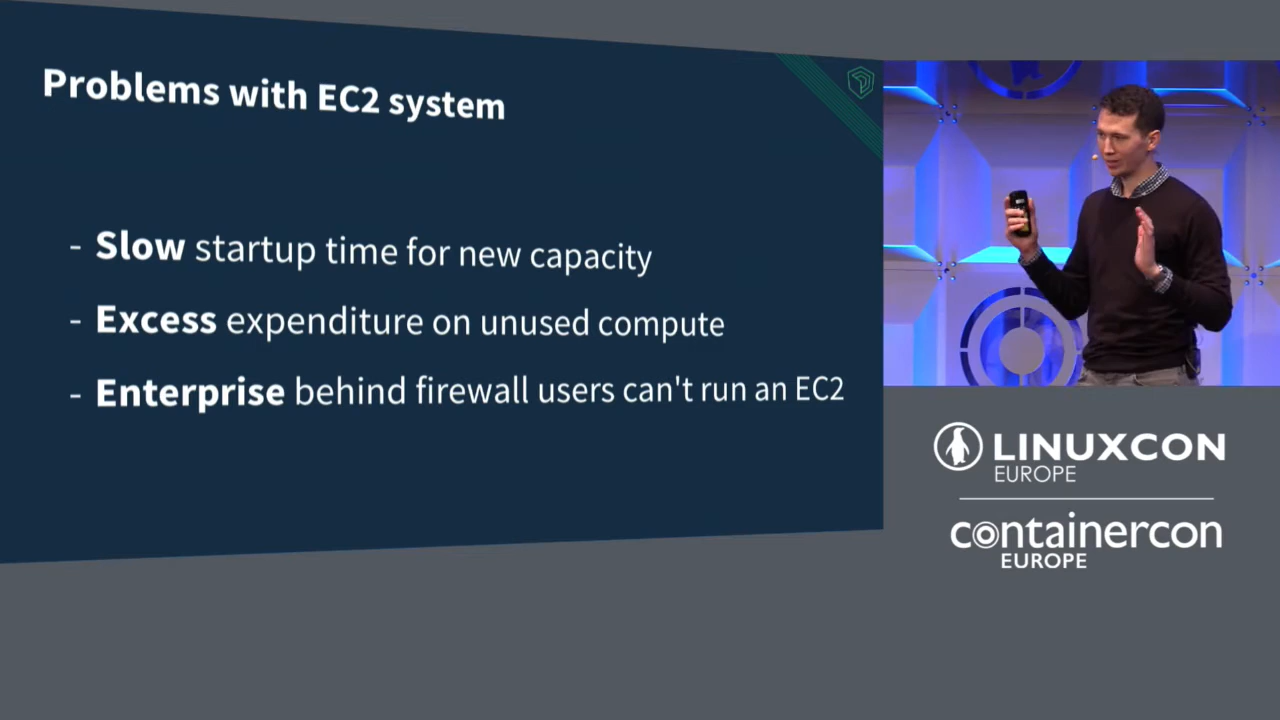 Problems with EC2 system
- Slow startup time for new capacity
- Excess expenditure on unused compute
- Enterprise behind firewall users can't run an EC2
LINUXCON
EUROPE
containercon
EUROPE